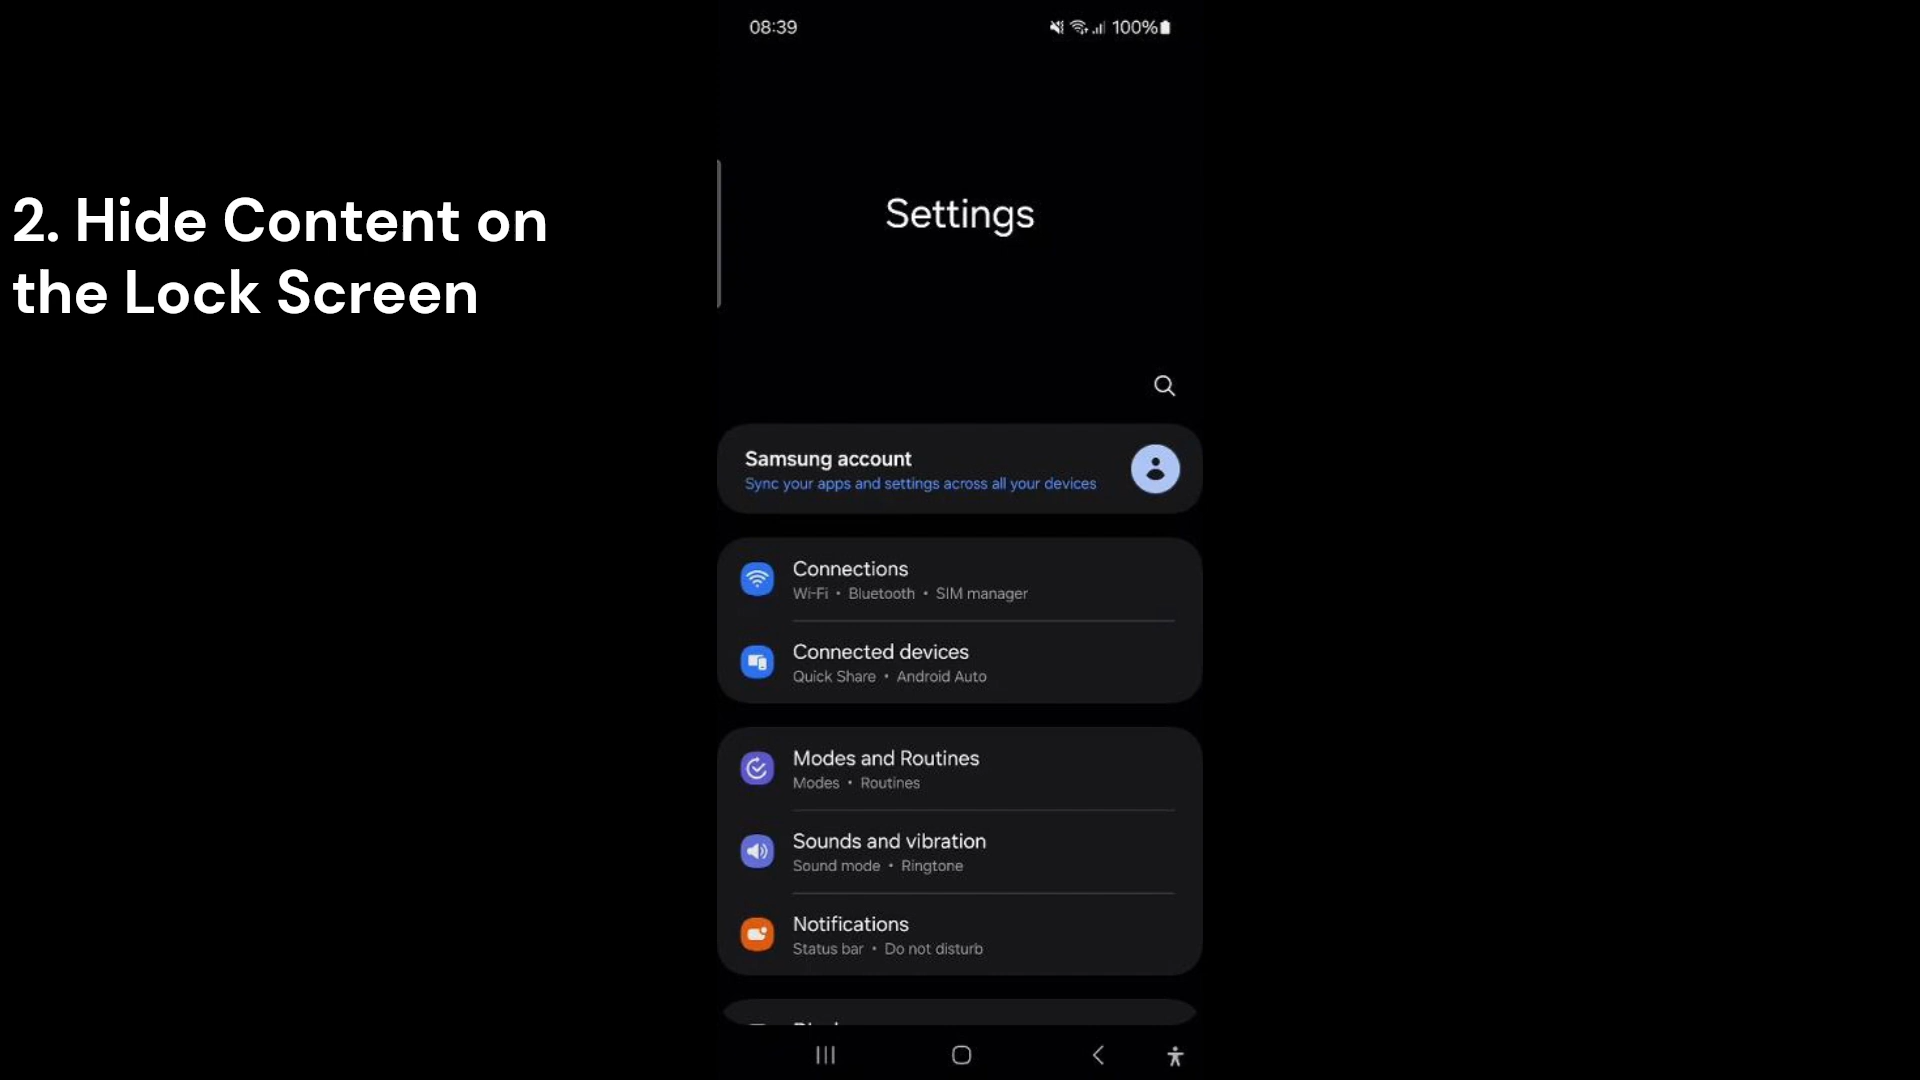 08:39
100%
2. Hide Content on
the Lock Screen
Settings
Samsung account
Sync your apps and settings across all your devices
Connections
Wi-Fi • Bluetooth • SIM manager
Connected devices
Quick Share • Android Auto
Modes and Routines
Modes • Routines
Sounds and vibration
Sound mode • Ringtone
Notifications
Status bar • Do not disturb